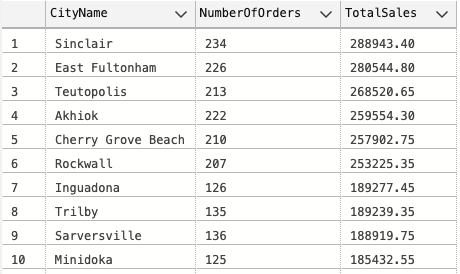 CityName NumberOfOrders TotalSales
1 Sinclair 234 288943.40
2 East Fultonham 226 280544.80
3 Teutopolis 213 268520.65
4 Akhiok 222 259554.30
5 Cherry Grove Beach 210 257902.75
6 Rockwall 207 253225.35
7 Inguadona 126 189277.45
8 Trilby 135 189239.35
9 Sarversville 136 188919.75
10 Minidoka 125 185432.55